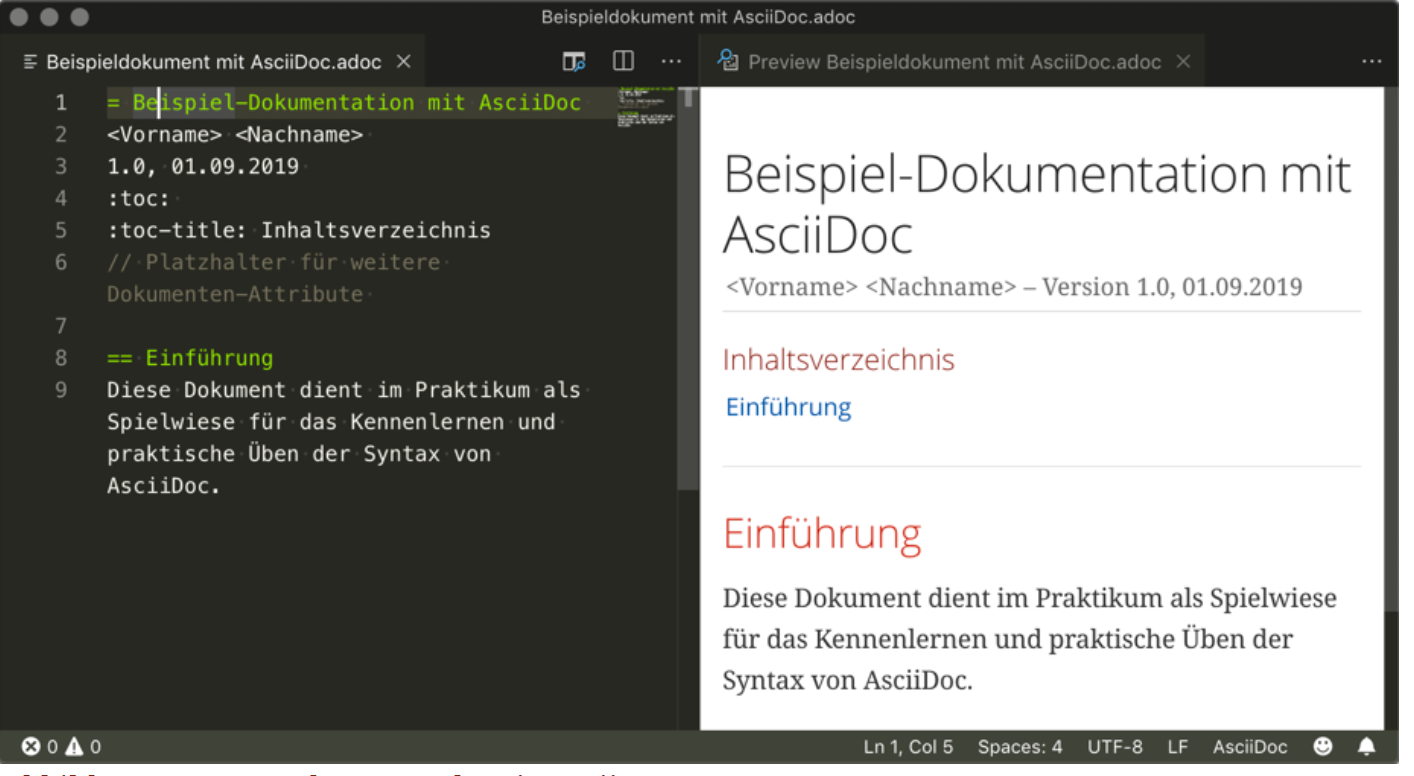 Beispieldokument mit AsciiDoc.adoc
Beispieldokument mit AsciiDoc.adoc
Preview Beispieldokument mit AsciiDoc.adoc
1 = Beispiel-Dokumentation mit AsciiDoc
2 <Vorname> <Nachname>
3 1.0, 01.09.2019
4 :toc:
5 :toc-title: Inhaltsverzeichnis
6 // Platzhalter für weitere
Dokumenten-Attribute
7
8 == Einführung
9 Diese Dokument dient im Praktikum als
Spielwiese für das Kennenlernen und
praktische Üben der Syntax von
AsciiDoc.
Beispiel-Dokumentation mit
AsciiDoc
<Vorname> <Nachname> – Version 1.0, 01.09.2019
Inhaltsverzeichnis
Einführung
Einführung
Diese Dokument dient im Praktikum als Spielwiese
für das Kennenlernen und praktische Üben der
Syntax von AsciiDoc.
0 0
Ln 1, Col 5 Spaces: 4 UTF-8 LF AsciiDoc